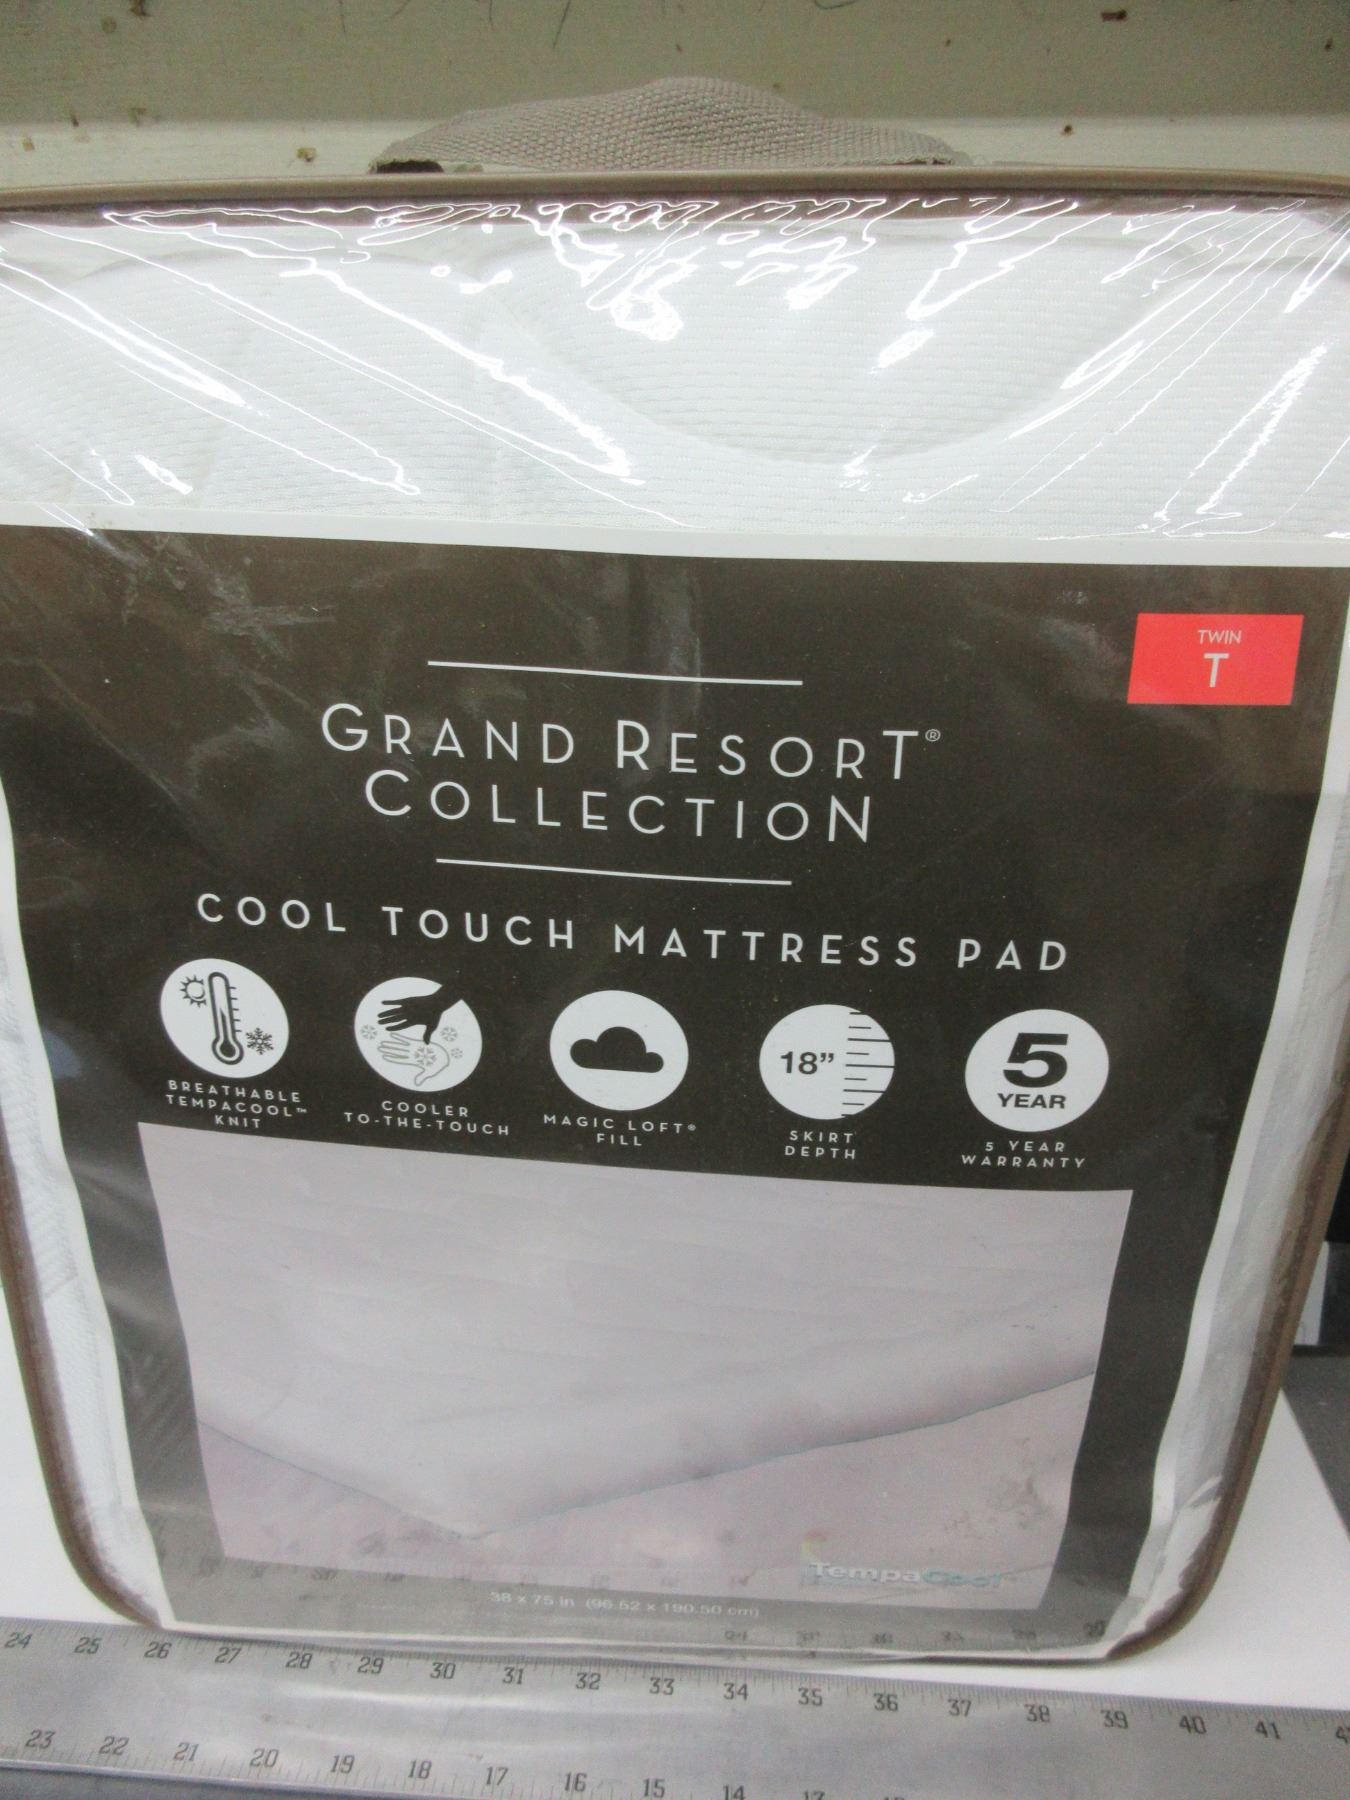 TWIN
T
GRAND RESORT®
COLLECTION
COOL TOUCH MATTRESS PAD
BREATHABLE
TEMPACOOL™
KNIT
COOLER
TO-THE-TOUCH
MAGIC LOFT®
FILL
18”
SKIRT
DEPTH
5
YEAR
5 YEAR
WARRANTY
TempaCool
38 x 75 in (96.52 x 190.50 cm)
24 25 26 27 28 29 30 31 32 33 34 35 36 37 38 39 40 41
23 22 21 20 19 18 17 16 15 14